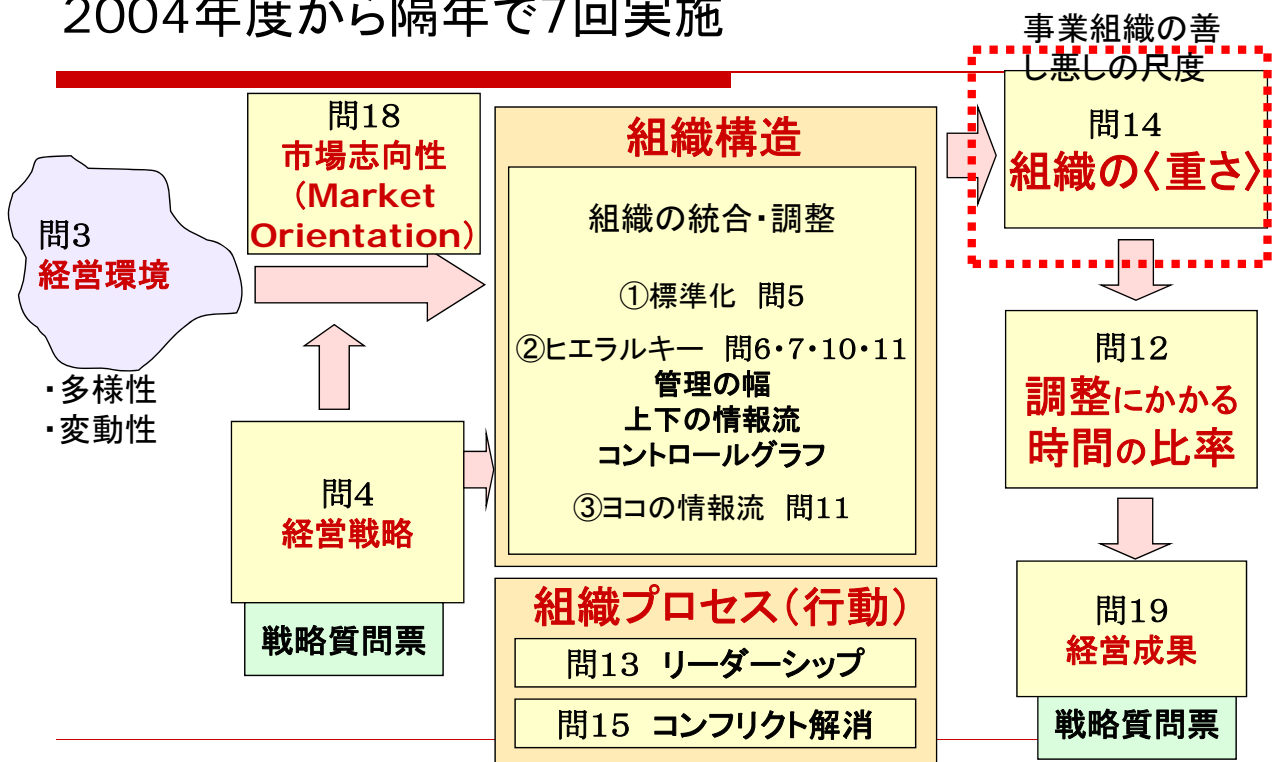 2004年度から隔年で7回実施
事業組織の善
し悪しの尺度
問18
市場志向性
(Market
Orientation)
問3
経営環境
・多様性
・変動性
問4
経営戦略
戦略質問票
組織構造
組織の統合・調整
①標準化 問5
②ヒエラルキー 問6・7・10・11
管理の幅
上下の情報流
コントロールグラフ
③ヨコの情報流 問11
組織プロセス(行動)
問13 リーダーシップ
問15 コンフリクト解消
問14
組織の〈重さ〉
問12
調整にかかる
時間の比率
問19
経営成果
戦略質問票